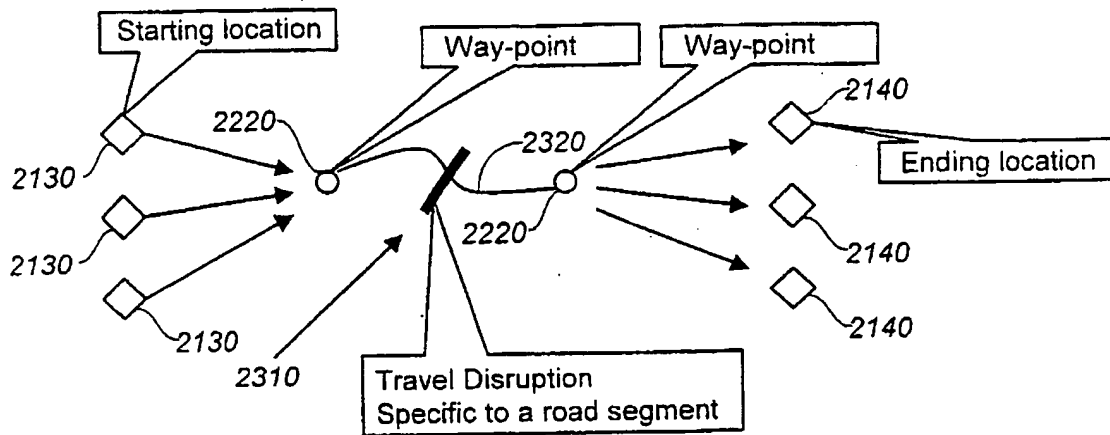 Starting location
Way-point
Way-point
2140
2220
2320
2130
Ending location
2220
2130
2140
2130
2140
2310
Travel Disruption
Specific to a road segment